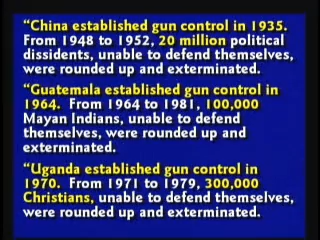 “China established gun control in 1935.
From 1948 to 1952, 20 million political
dissidents, unable to defend themselves,
were rounded up and exterminated.
“Guatemala established gun control in
1964. From 1964 to 1981, 100,000
Mayan Indians, unable to defend
themselves, were rounded up and
exterminated.
“Uganda established gun control in
1970. From 1971 to 1979, 300,000
Christians, unable to defend themselves,
were rounded up and exterminated.